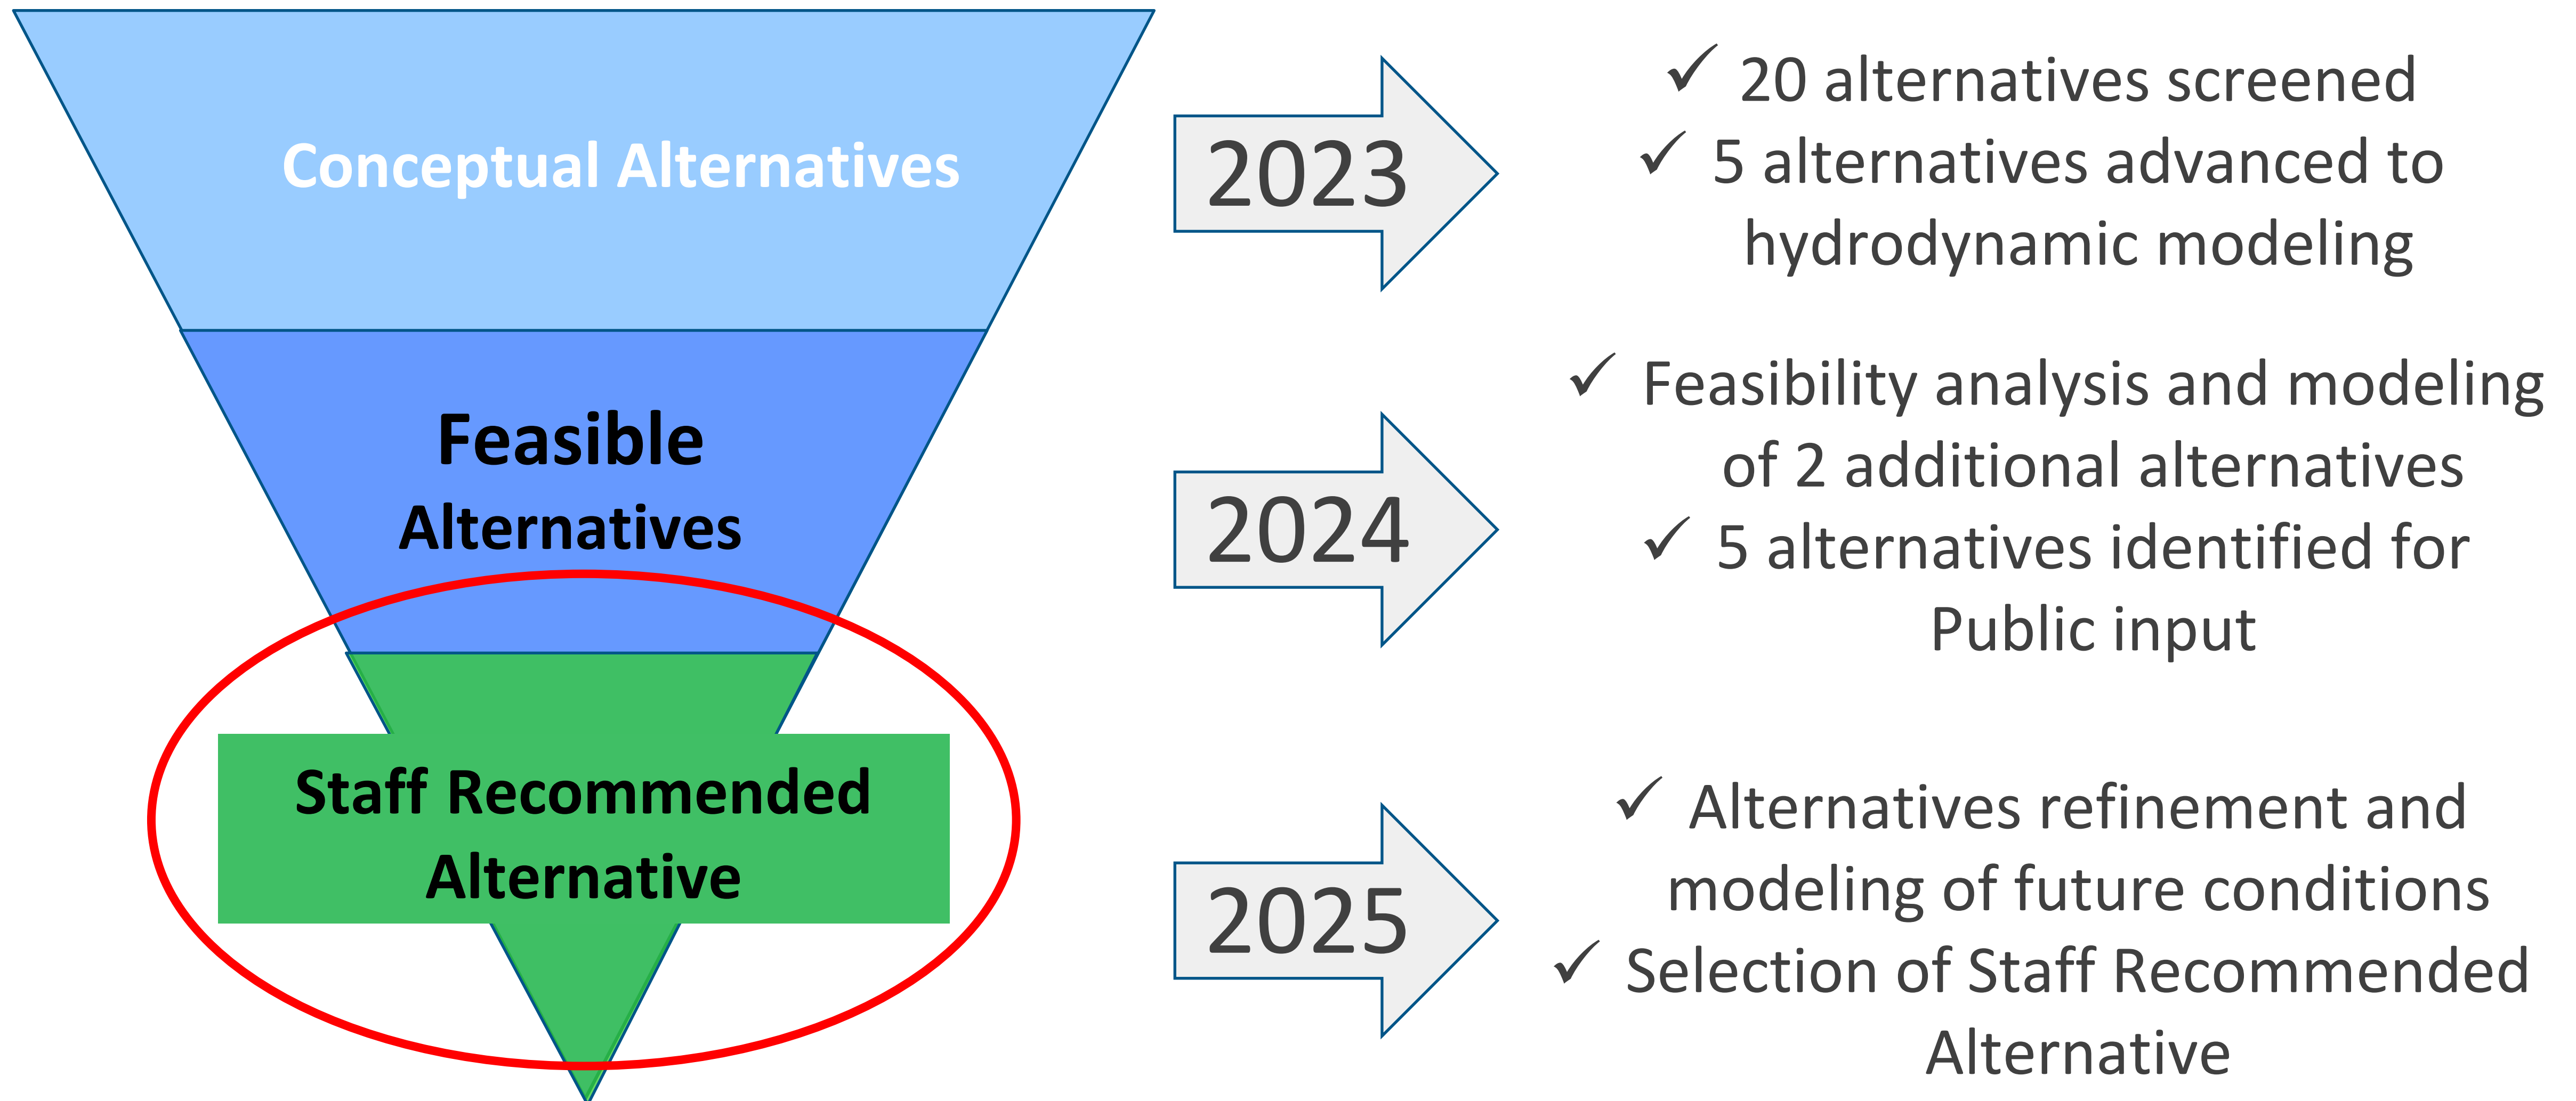 Conceptual Alternatives
2023
✓ 20 alternatives screened
✓ 5 alternatives advanced to
hydrodynamic modeling
Feasible
Alternatives
2024
✓ Feasibility analysis and modeling
of 2 additional alternatives
✓ 5 alternatives identified for
Public input
Staff Recommended
Alternative
2025
✓ Alternatives refinement and
modeling of future conditions
✓ Selection of Staff Recommended
Alternative